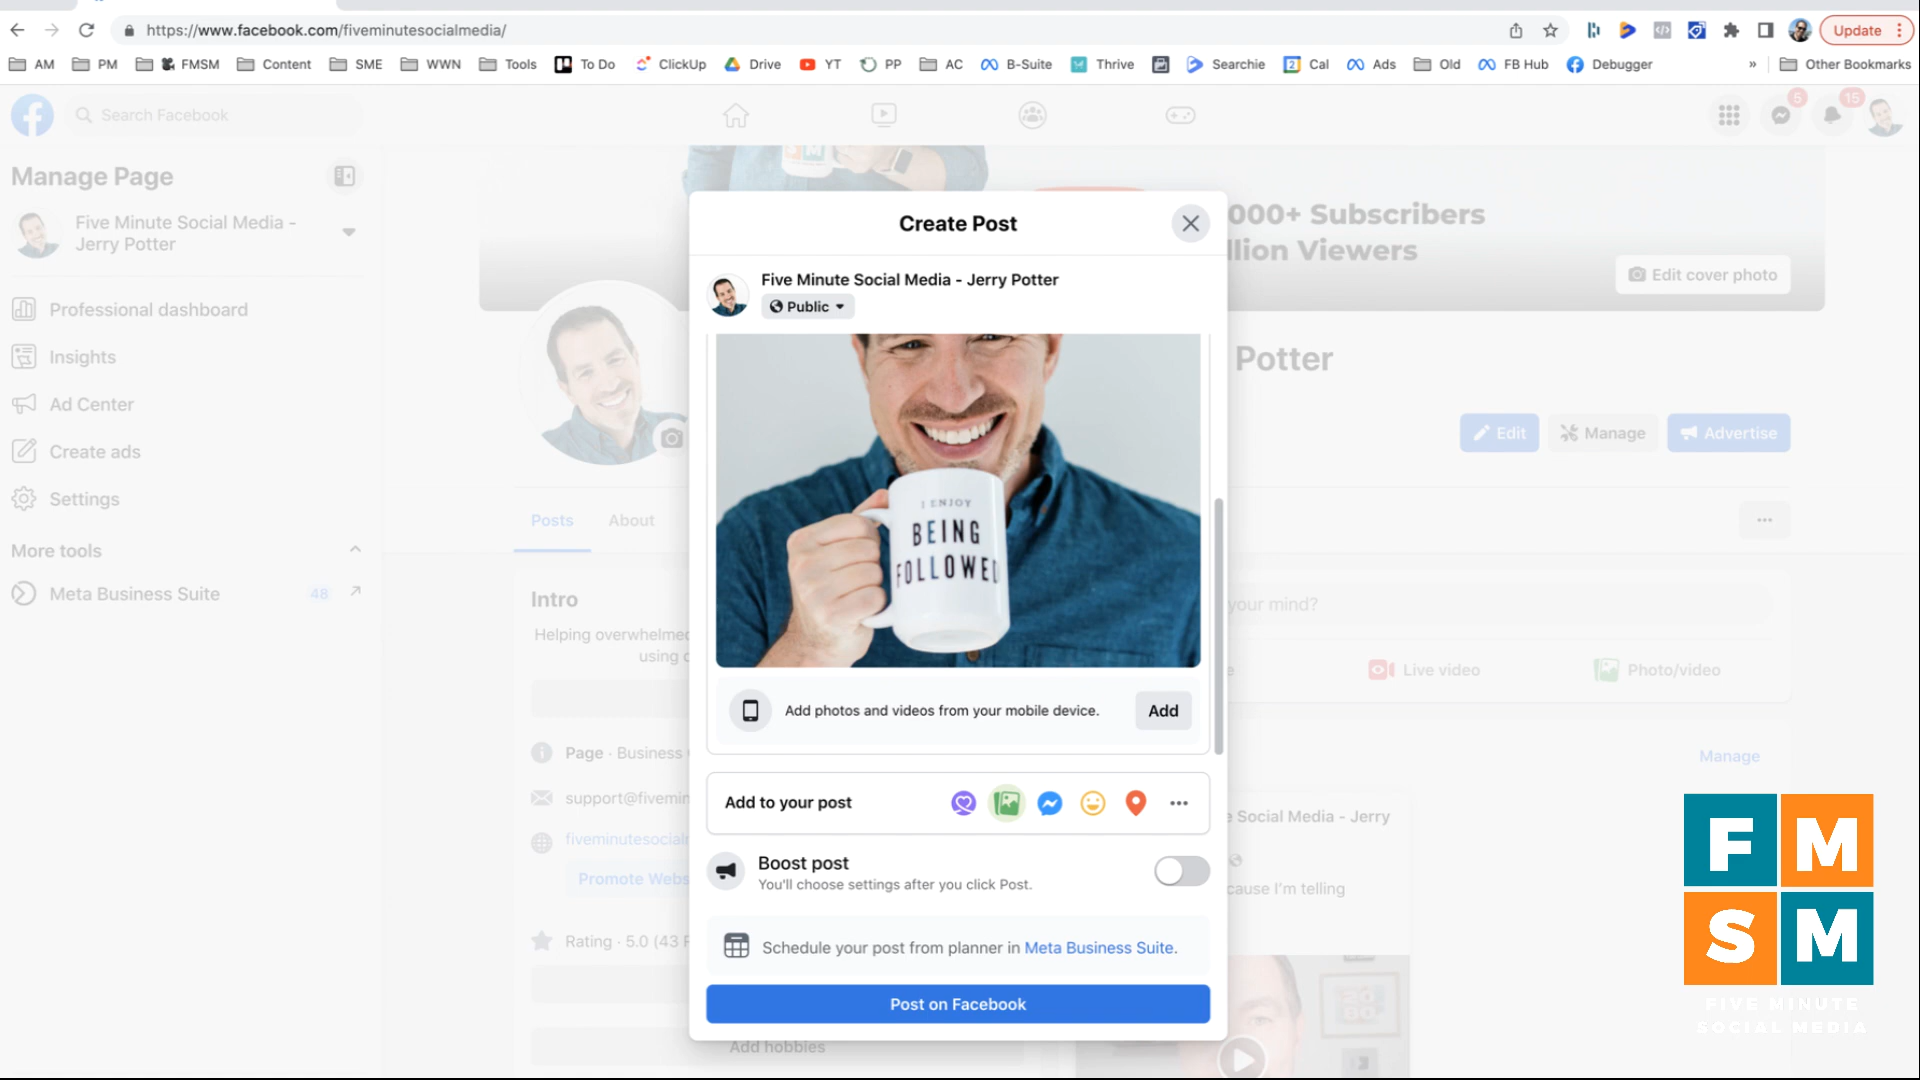 https://www.facebook.com/fiveminutesocialmedia/
Update
AM PM FMSM Content SME WWN Tools To Do ClickUp Drive YT PP AC B-Suite Thrive Searchie 2 Cal Ads Old FB Hub Debugger » Other Bookmarks
Search Facebook
5
15
Manage Page
Five Minute Social Media -
Jerry Potter
Professional dashboard
Insights
Ad Center
Create ads
Settings
More tools
Meta Business Suite 48
000+ Subscribers
llion Viewers
Edit cover photo
Potter
Edit
Manage
Advertise
Posts
About
Intro
Helping overwhelme
using
Page · Business
support@fivemin
fiveminutesocial
Promote Webs
Rating · 5.0 (43
Add hobbies
Create Post
Five Minute Social Media - Jerry Potter
Public
I ENJOY
BEING
FOLLOWED
Add photos and videos from your mobile device.
Add
Add to your post
Boost post
You'll choose settings after you click Post.
Schedule your post from planner in Meta Business Suite.
Post on Facebook
your mind?
Live video
Photo/video
Manage
Social Media - Jerry
cause I'm telling
F M
S M
FIVE MINUTE
SOCIAL MEDIA